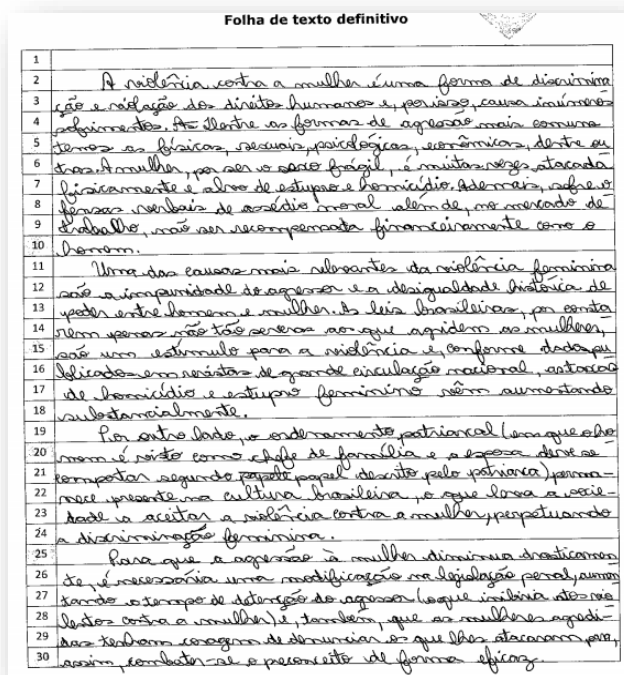 Folha de texto definitivo
1
2 A violência contra a mulher é uma forma de discrimina
3 ção e violação dos direitos humanos e, por isso, causa inúmeros
4 sofrimentos. As Dentre as formas de agressão mais comuns
5 temos as físicas, sexuais, psicológicas, econômicas, dentre ou
6 tras. A mulher, por ser o sexo frágil, é muitas vezes atacada
7 fisicamente e alvo de estupro e homicídio. Ademais, sofre o
8 fensas verbais de assédio moral além de, no mercado de
9 trabalho, não ser recompensada financeiramente como o
10 homem.
11 Uma das causas mais relevantes da violência feminina
12 são a impunidade do agressor e a desigualdade histórica de
13 poder entre homem e mulher. As leis brasileiras, por conta
14 rem penas não tão severas aos que agridem as mulheres,
15 são um estímulo para a violência e, conforme dados pu
16 blicados em revistas de grande circulação nacional, as taxas
17 de homicídio e estupro feminino vêm aumentando
18 substancialmente.
19 Por outro lado, o ordenamento patriarcal (em que o ho
20 mem é visto como chefe de família e a esposa deve se
21 comportar segundo papel descrito pelo patriarca) perma-
22 nece presente na cultura brasileira, o que leva a socie-
23 dade a aceitar a violência contra a mulher, perpetuando
24 a discriminação feminina.
25 Para que a agressão à mulher diminua drasticamen
26 te, é necessária uma modificação na legislação penal, aumen
27 tando o tempo de detenção do agressor (o que inibiria atos vio
28 lentos contra a mulher) e, também, que as mulheres agredi
29 das tenham coragem de denunciar os que lhes atacaram para,
30 assim, combater-se o preconceito de forma eficaz.